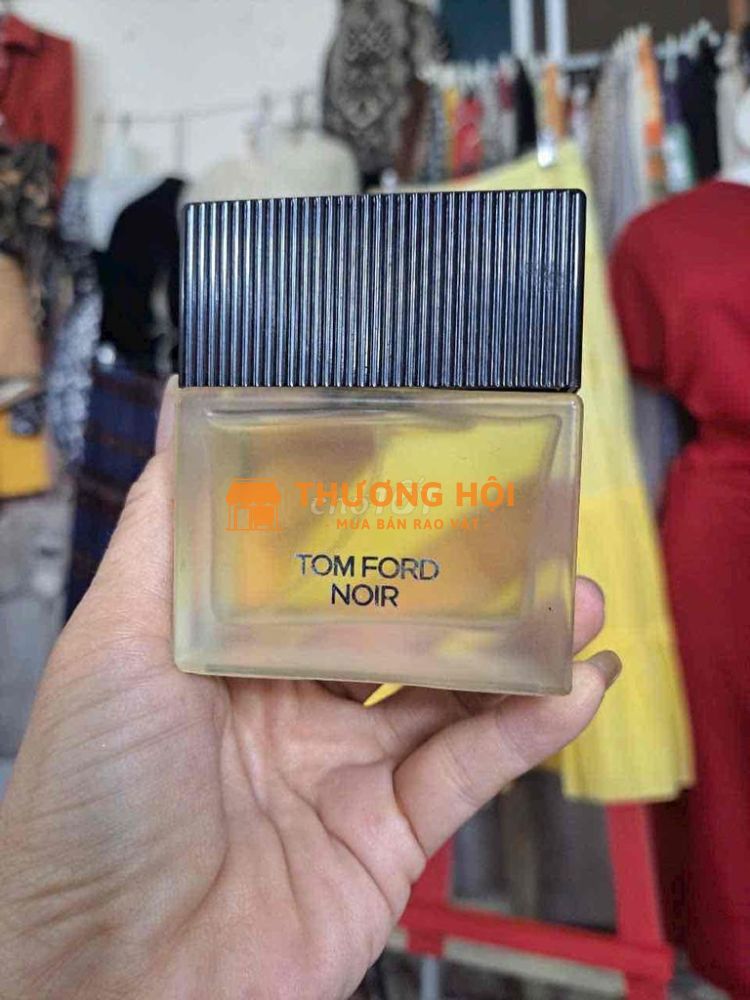 THƯƠNG HỘI
MUA BÁN RAO VẶT
TOM FORD
NOIR